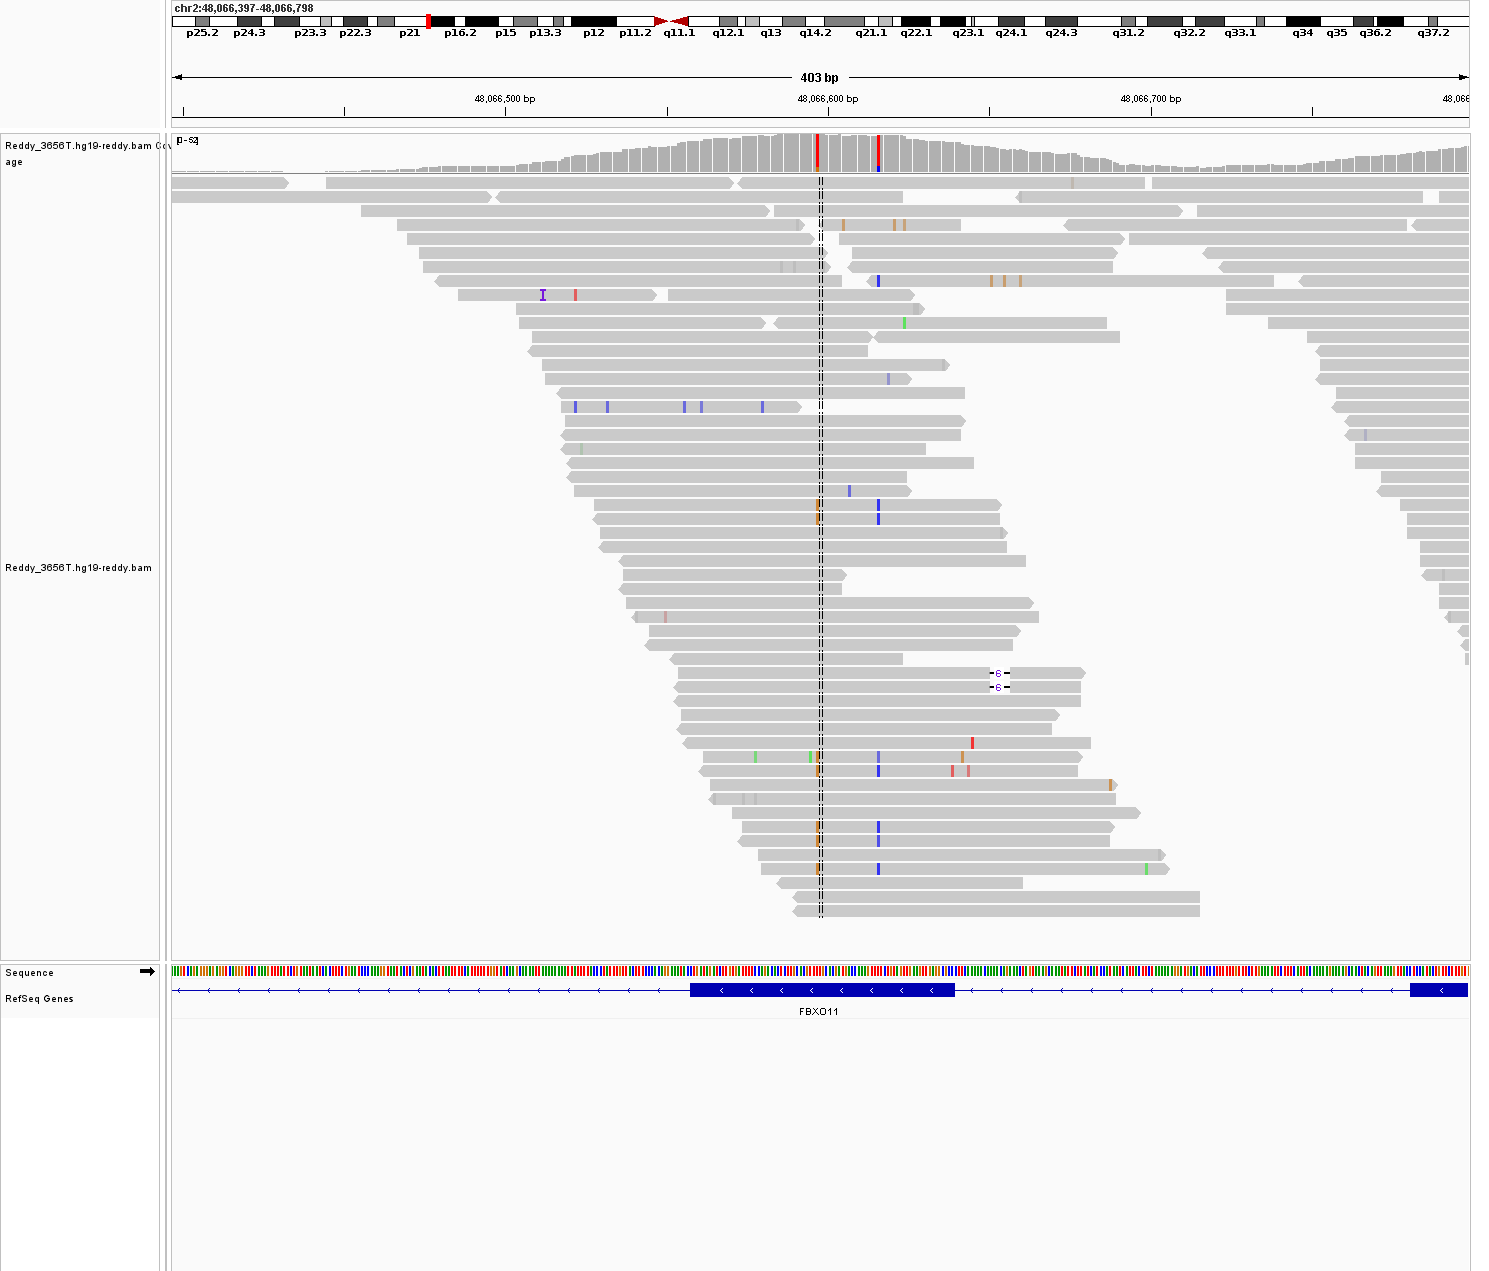 chr2:48,066,397-48,066,798
p25.2 p24.3 p23.3 p22.3 p21 p16.2 p15 p13.3 p12 p11.2 q11.1 q12.1 q13 q14.2 q21.1 q22.1 q23.1 q24.1 q24.3 q31.2 q32.2 q33.1 q34 q35 q36.2 q37.2
403 bp
48,066,500 bp 48,066,600 bp 48,066,700 bp 48,066
Reddy_3656T.hg19-reddy.bam Cov
age
[0-52]
Reddy_3656T.hg19-reddy.bam
6
6
Sequence
RefSeq Genes
FBXO11